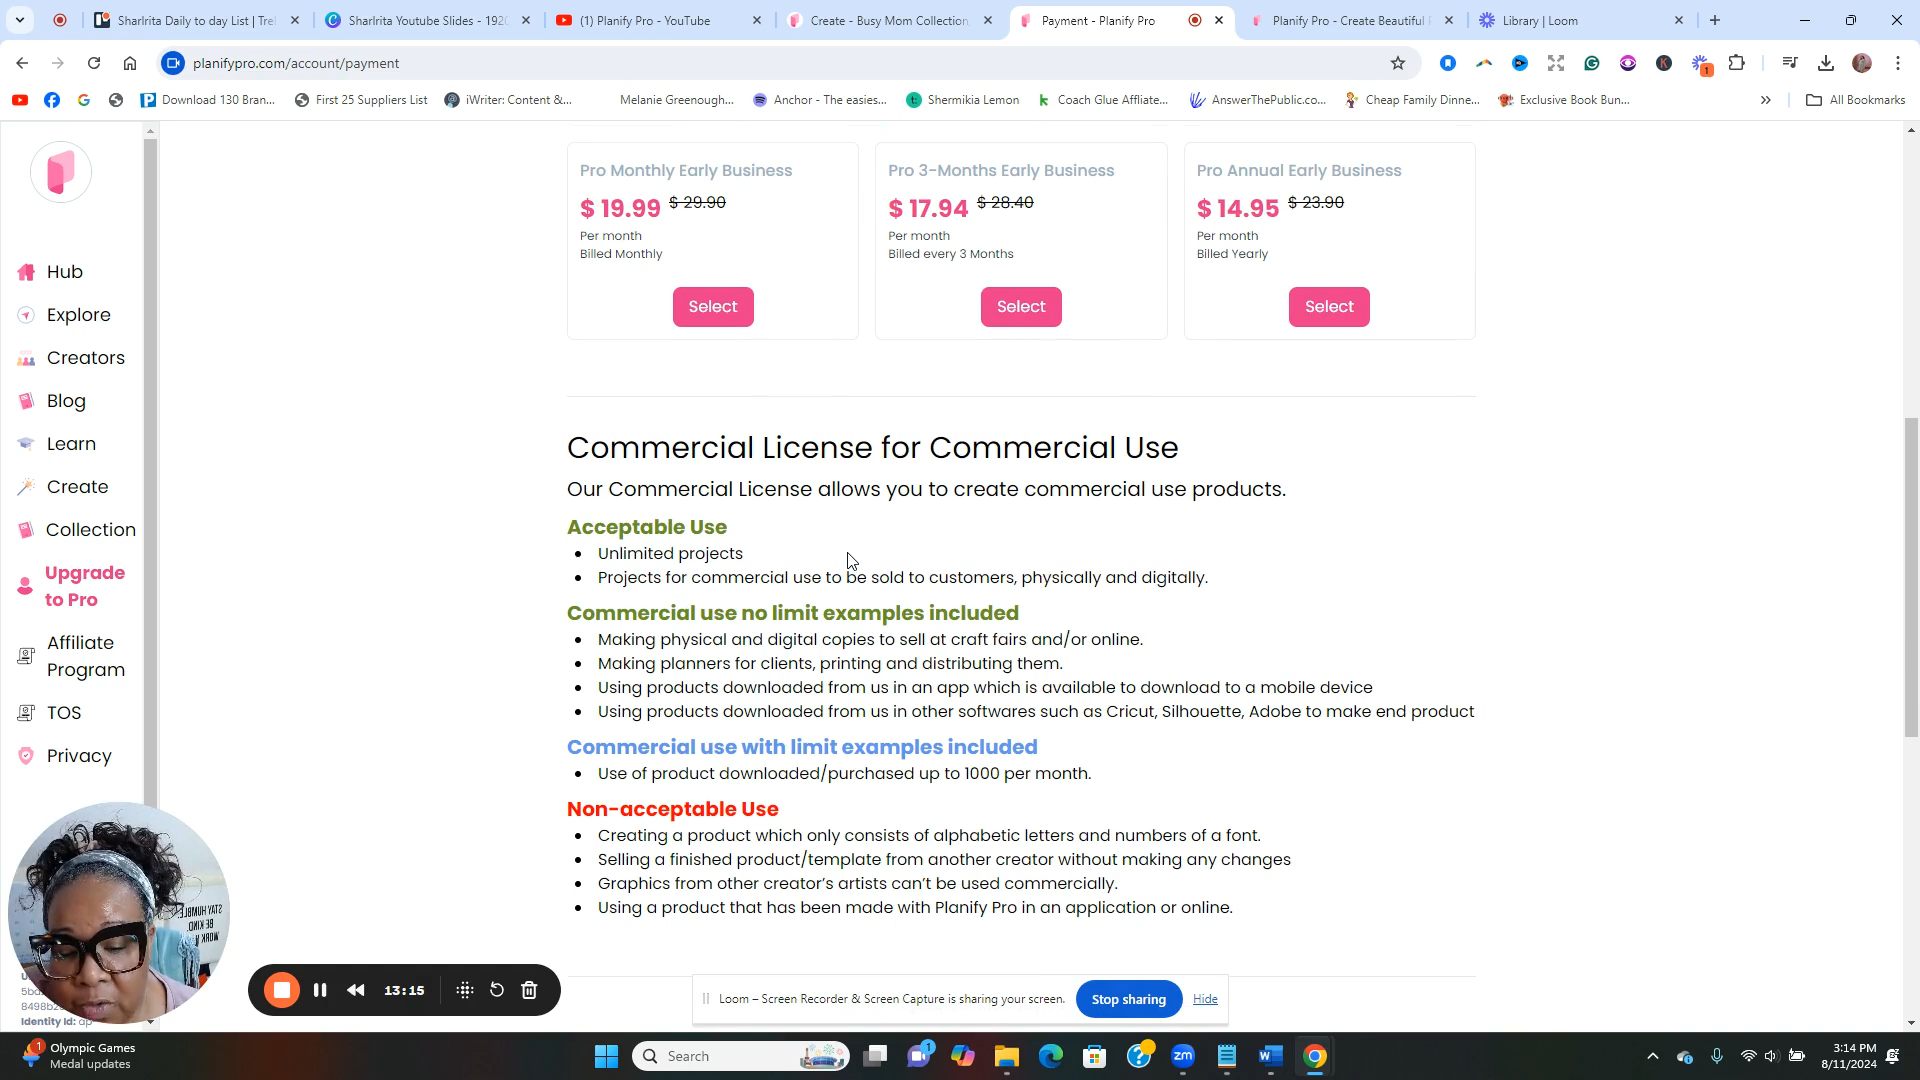 Sharlrita Daily to day List | Trel
Sharlrita Youtube Slides - 192
(1) Planify Pro - YouTube
Create - Busy Mom Collection
Payment - Planify Pro
Planify Pro - Create Beautiful
Library | Loom
planifypro.com/account/payment
1
Download 130 Bran...
First 25 Suppliers List
iWriter: Content &...
Melanie Greenough...
Anchor - The easies...
Shermikia Lemon
Coach Glue Affliate...
AnswerThePublic.co...
Cheap Family Dinne...
Exclusive Book Bun...
All Bookmarks
Hub
Explore
Creators
Blog
Learn
Create
Collection
Upgrade
to Pro
Affiliate
Program
TOS
Privacy
Pro Monthly Early Business
$ 19.99 $ 29.90
Per month
Billed Monthly
Select
Pro 3-Months Early Business
$ 17.94 $ 28.40
Per month
Billed every 3 Months
Select
Pro Annual Early Business
$ 14.95 $ 23.90
Per month
Billed Yearly
Select
Commercial License for Commercial Use
Our Commercial License allows you to create commercial use products.
Acceptable Use
Unlimited projects
Projects for commercial use to be sold to customers, physically and digitally.
Commercial use no limit examples included
Making physical and digital copies to sell at craft fairs and/or online.
Making planners for clients, printing and distributing them.
Using products downloaded from us in an app which is available to download to a mobile device
Using products downloaded from us in other softwares such as Cricut, Silhouette, Adobe to make end product
Commercial use with limit examples included
Use of product downloaded/purchased up to 1000 per month.
Non-acceptable Use
Creating a product which only consists of alphabetic letters and numbers of a font.
Selling a finished product/template from another creator without making any changes
Graphics from other creator's artists can't be used commercially.
Using a product that has been made with Planify Pro in an application or online.
STAY HUMBLE.
BE KIND.
WORK
Identity Id:
13:15
Loom – Screen Recorder & Screen Capture is sharing your screen.
Stop sharing
Hide
1
Olympic Games
Medal updates
Search
1
zm
3:14 PM
8/11/2024